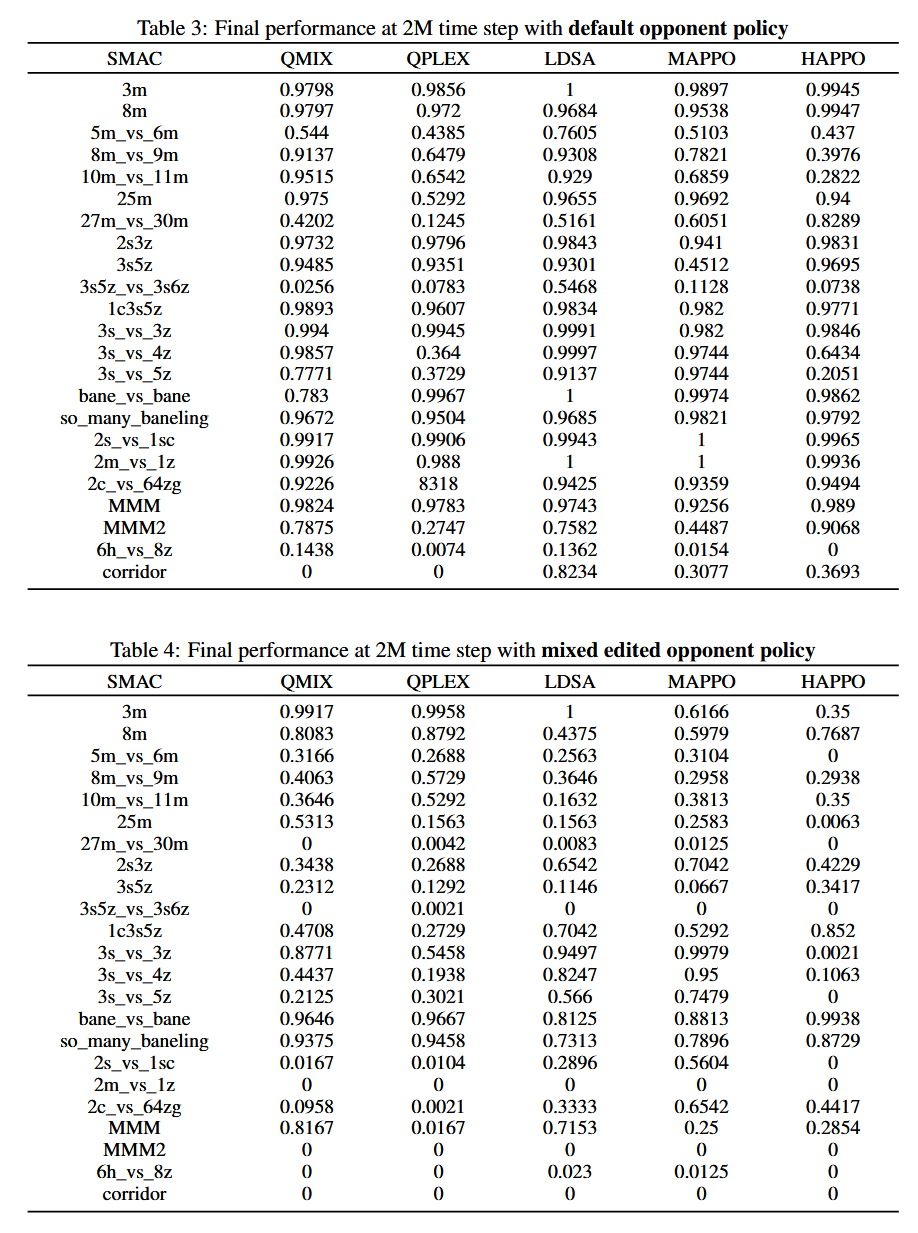 Table 3: Final performance at 2M time step with default opponent policy
SMAC QMIX QPLEX LDSA MAPPO HAPPO
3m 0.9798 0.9856 1 0.9897 0.9945
8m 0.9797 0.972 0.9684 0.9538 0.9947
5m_vs_6m 0.544 0.4385 0.7605 0.5103 0.437
8m_vs_9m 0.9137 0.6479 0.9308 0.7821 0.3976
10m_vs_11m 0.9515 0.6542 0.929 0.6859 0.2822
25m 0.975 0.5292 0.9655 0.9692 0.94
27m_vs_30m 0.4202 0.1245 0.5161 0.6051 0.8289
2s3z 0.9732 0.9796 0.9843 0.941 0.9831
3s5z 0.9485 0.9351 0.9301 0.4512 0.9695
3s5z_vs_3s6z 0.0256 0.0783 0.5468 0.1128 0.0738
1c3s5z 0.9893 0.9607 0.9834 0.982 0.9771
3s_vs_3z 0.994 0.9945 0.9991 0.982 0.9846
3s_vs_4z 0.9857 0.364 0.9997 0.9744 0.6434
3s_vs_5z 0.7771 0.3729 0.9137 0.9744 0.2051
bane_vs_bane 0.783 0.9967 1 0.9974 0.9862
so_many_baneling 0.9672 0.9504 0.9685 0.9821 0.9792
2s_vs_1sc 0.9917 0.9906 0.9943 1 0.9965
2m_vs_1z 0.9926 0.988 1 1 0.9936
2c_vs_64zg 0.9226 8318 0.9425 0.9359 0.9494
MMM 0.9824 0.9783 0.9743 0.9256 0.989
MMM2 0.7875 0.2747 0.7582 0.4487 0.9068
6h_vs_8z 0.1438 0.0074 0.1362 0.0154 0
corridor 0 0 0.8234 0.3077 0.3693
Table 4: Final performance at 2M time step with mixed edited opponent policy
SMAC QMIX QPLEX LDSA MAPPO HAPPO
3m 0.9917 0.9958 1 0.6166 0.35
8m 0.8083 0.8792 0.4375 0.5979 0.7687
5m_vs_6m 0.3166 0.2688 0.2563 0.3104 0
8m_vs_9m 0.4063 0.5729 0.3646 0.2958 0.2938
10m_vs_11m 0.3646 0.5292 0.1632 0.3813 0.35
25m 0.5313 0.1563 0.1563 0.2583 0.0063
27m_vs_30m 0 0.0042 0.0083 0.0125 0
2s3z 0.3438 0.2688 0.6542 0.7042 0.4229
3s5z 0.2312 0.1292 0.1146 0.0667 0.3417
3s5z_vs_3s6z 0 0.0021 0 0 0
1c3s5z 0.4708 0.2729 0.7042 0.5292 0.852
3s_vs_3z 0.8771 0.5458 0.9497 0.9979 0.0021
3s_vs_4z 0.4437 0.1938 0.8247 0.95 0.1063
3s_vs_5z 0.2125 0.3021 0.566 0.7479 0
bane_vs_bane 0.9646 0.9667 0.8125 0.8813 0.9938
so_many_baneling 0.9375 0.9458 0.7313 0.7896 0.8729
2s_vs_1sc 0.0167 0.0104 0.2896 0.5604 0
2m_vs_1z 0 0 0 0 0
2c_vs_64zg 0.0958 0.0021 0.3333 0.6542 0.4417
MMM 0.8167 0.0167 0.7153 0.25 0.2854
MMM2 0 0 0 0 0
6h_vs_8z 0 0 0.023 0.0125 0
corridor 0 0 0 0 0